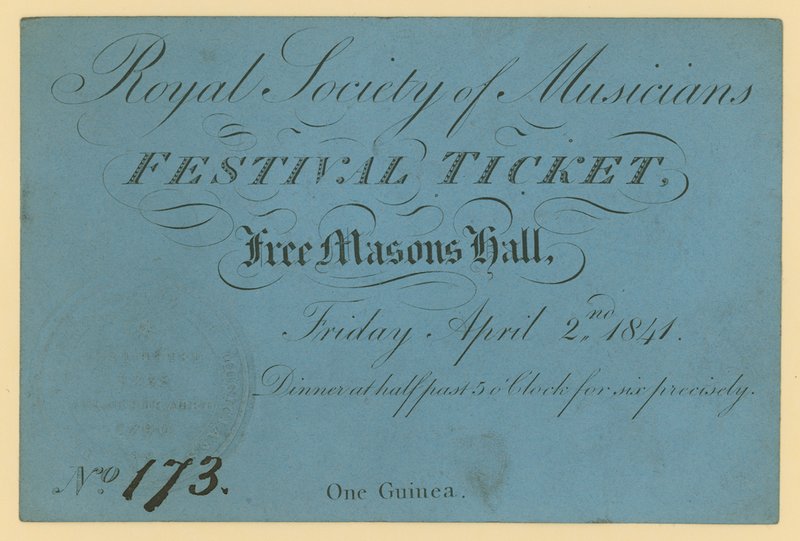 Royal Society of Musicians
FESTIVAL TICKET,
Free Masons Hall,
Friday April 2nd 1841.
Dinner at half past 5 o'Clock for six precisely.
No. 173.
One Guinea.